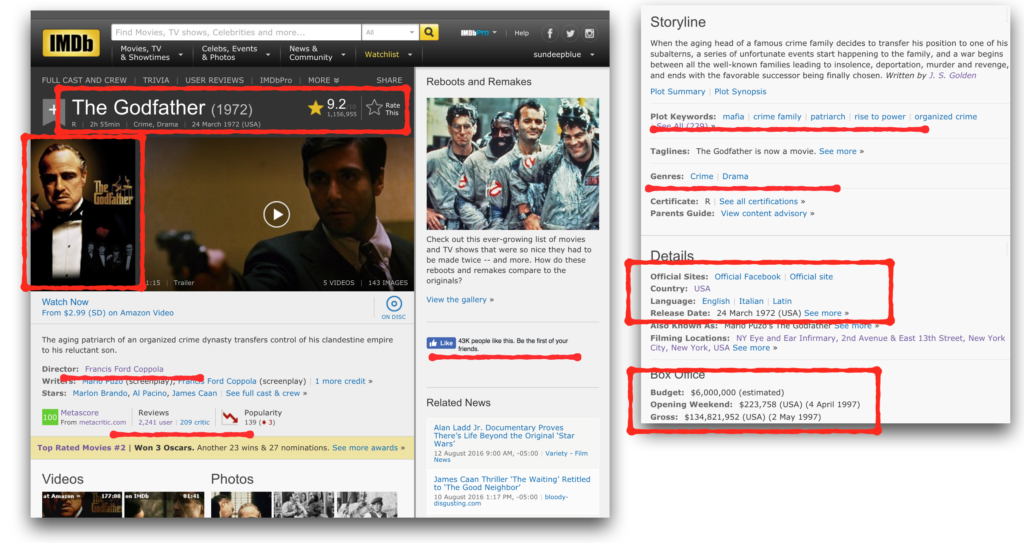 IMDb
Find Movies, TV shows, Celebrities and more...
All
Movies, TV
& Showtimes
Celebs, Events
& Photos
News &
Community
Watchlist
IMDbPro
Help
sundeepblue
FULL CAST AND CREW | TRIVIA | USER REVIEWS | IMDbPro | MORE
SHARE
The Godfather (1972)
9.2/10
1,156,955
Rate
This
R | 2h 55min | Crime, Drama | 24 March 1972 (USA)
The
Godfather
1:15 | Trailer
5 VIDEOS | 143 IMAGES
Watch Now
From $2.99 (SD) on Amazon Video
ON DISC
The aging patriarch of an organized crime dynasty transfers control of his clandestine empire
to his reluctant son.
Director: Francis Ford Coppola
Writers: Mario Puzo (screenplay), Francis Ford Coppola (screenplay) | 1 more credit »
Stars: Marlon Brando, Al Pacino, James Caan | See full cast & crew »
100
Metascore
From metacritic.com
Reviews
2,241 user | 209 critic
Popularity
139 (3)
Top Rated Movies #2 | Won 3 Oscars. Another 23 wins & 27 nominations. See more awards »
Videos
Photos
at Amazon
177:08
on IMDb
01:41
Reboots and Remakes
Check out this ever-growing list of movies
and TV shows that were so nice they had to
be made twice -- and more. How do these
reboots and remakes compare to the
originals?
View the gallery »
Like
43K people like this. Be the first of your
friends.
Related News
Alan Ladd Jr. Documentary Proves
There's Life Beyond the Original 'Star
Wars'
12 August 2016 9:00 AM, -05:00 | Variety - Film
News
James Caan Thriller 'The Waiting' Retitled
to 'The Good Neighbor'
10 August 2016 1:17 PM, -05:00 | bloody-
disgusting.com
Storyline
When the aging head of a famous crime family decides to transfer his position to one of his
subalterns, a series of unfortunate events start happening to the family, and a war begins
between all the well-known families leading to insolence, deportation, murder and revenge,
and ends with the favorable successor being finally chosen. Written by J. S. Golden
Plot Summary | Plot Synopsis
Plot Keywords: mafia | crime family | patriarch | rise to power | organized crime
See All (229) »
Taglines: The Godfather is now a movie. See more »
Genres: Crime | Drama
Certificate: R | See all certifications »
Parents Guide: View content advisory »
Details
Official Sites: Official Facebook | Official site
Country: USA
Language: English | Italian | Latin
Release Date: 24 March 1972 (USA) See more »
Also Known As: Mario Puzo's The Godfather See more »
Filming Locations: NY Eye and Ear Infirmary, 2nd Avenue & East 13th Street, New York
City, New York, USA See more »
Box Office
Budget: $6,000,000 (estimated)
Opening Weekend: $223,758 (USA) (4 April 1997)
Gross: $134,821,952 (USA) (2 May 1997)